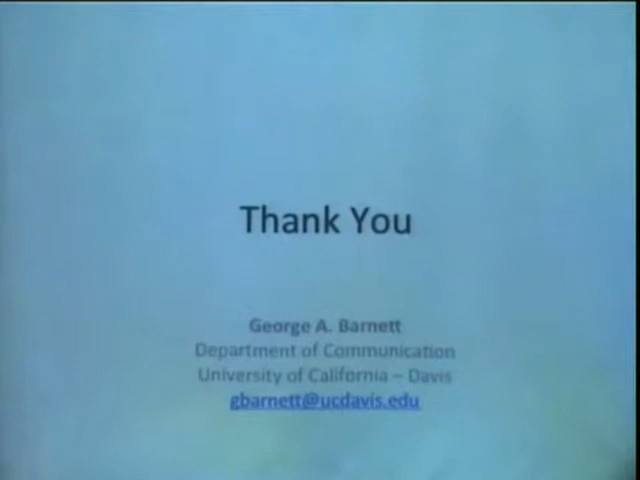 Thank You
George A. Barnett
Department of Communication
University of California – Davis
gbarnett@ucdavis.edu